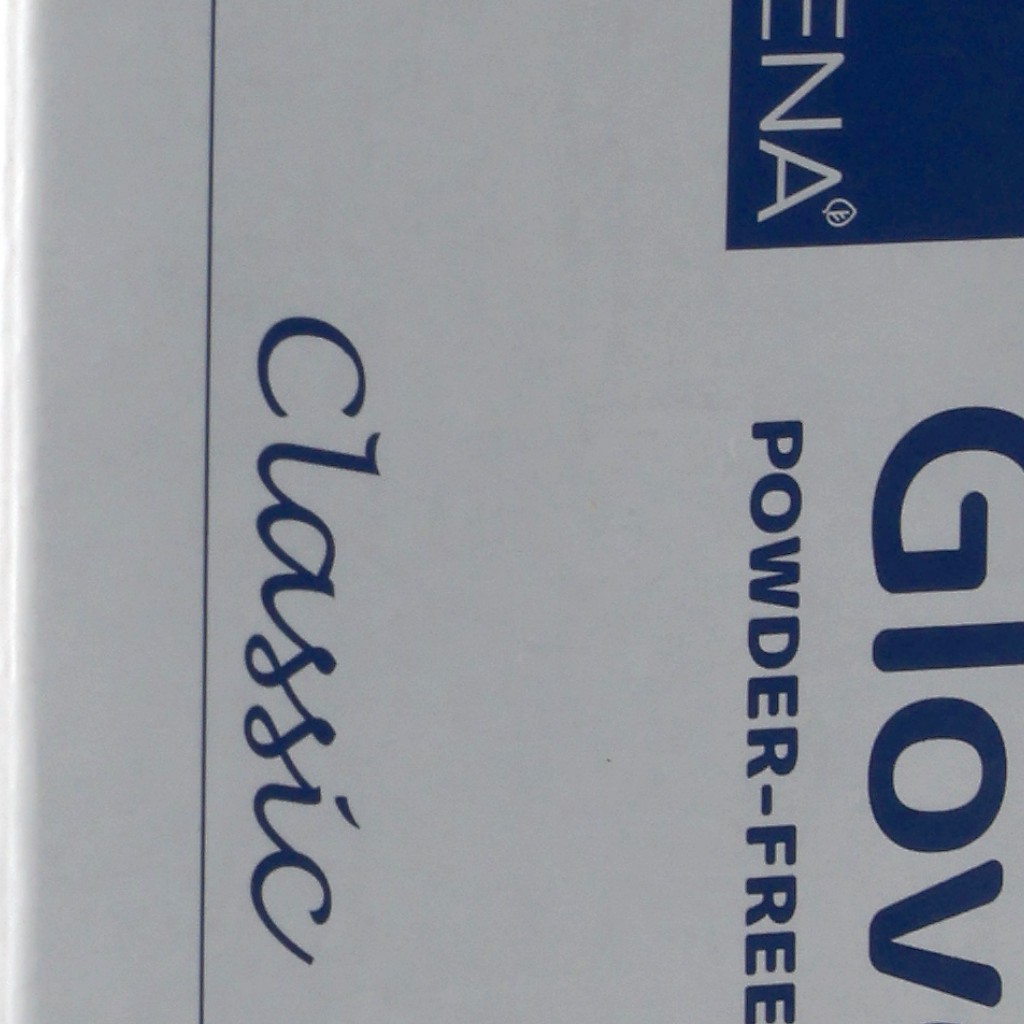 ENA
Glov
POWDER-FREE
Classic